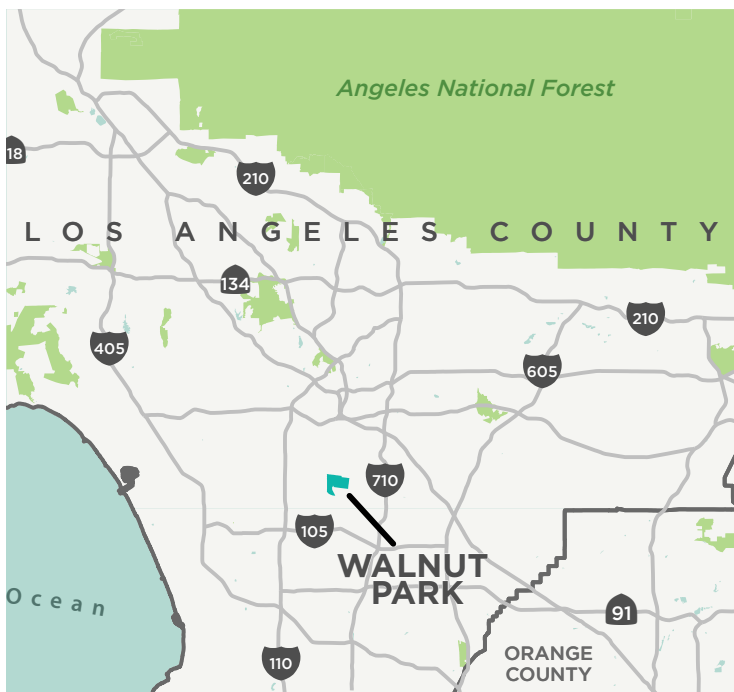 Angeles National Forest
18
210
LOS ANGELES COUNTY
134
210
405
605
710
105
WALNUT
PARK
Ocean
91
110
ORANGE
COUNTY